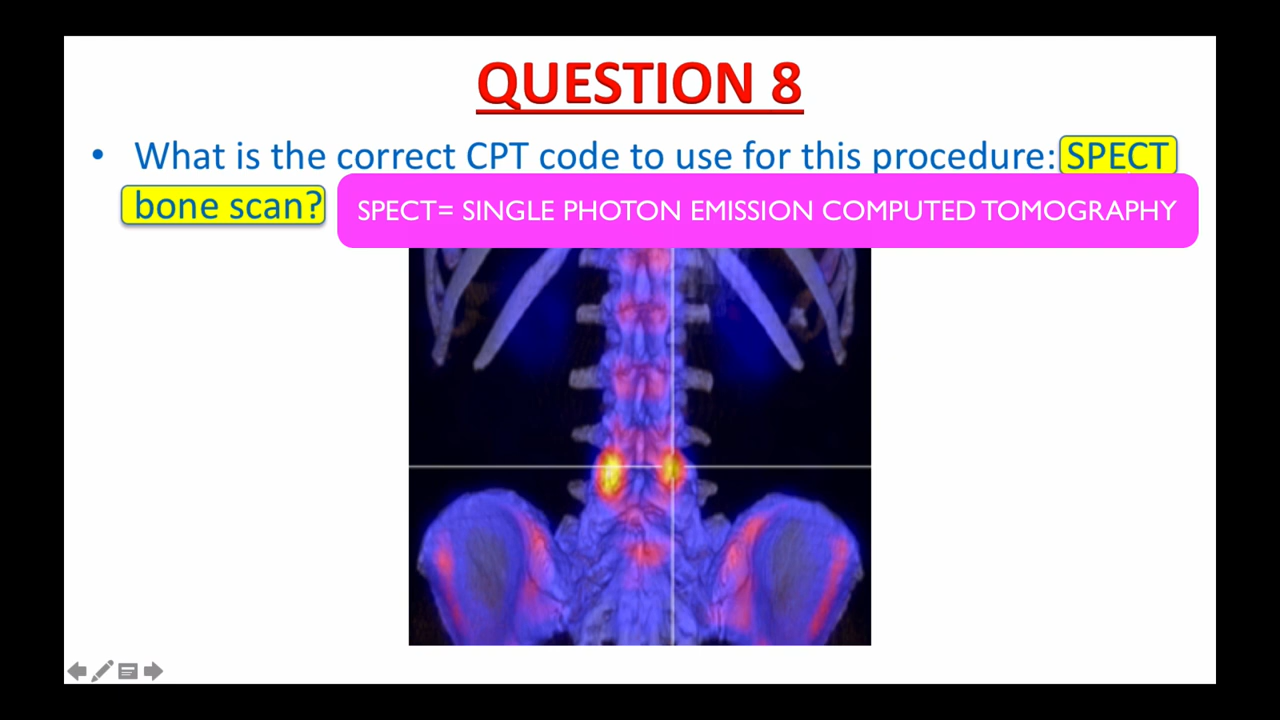 QUESTION 8
• What is the correct CPT code to use for this procedure: SPECT
bone scan?
SPECT= SINGLE PHOTON EMISSION COMPUTED TOMOGRAPHY